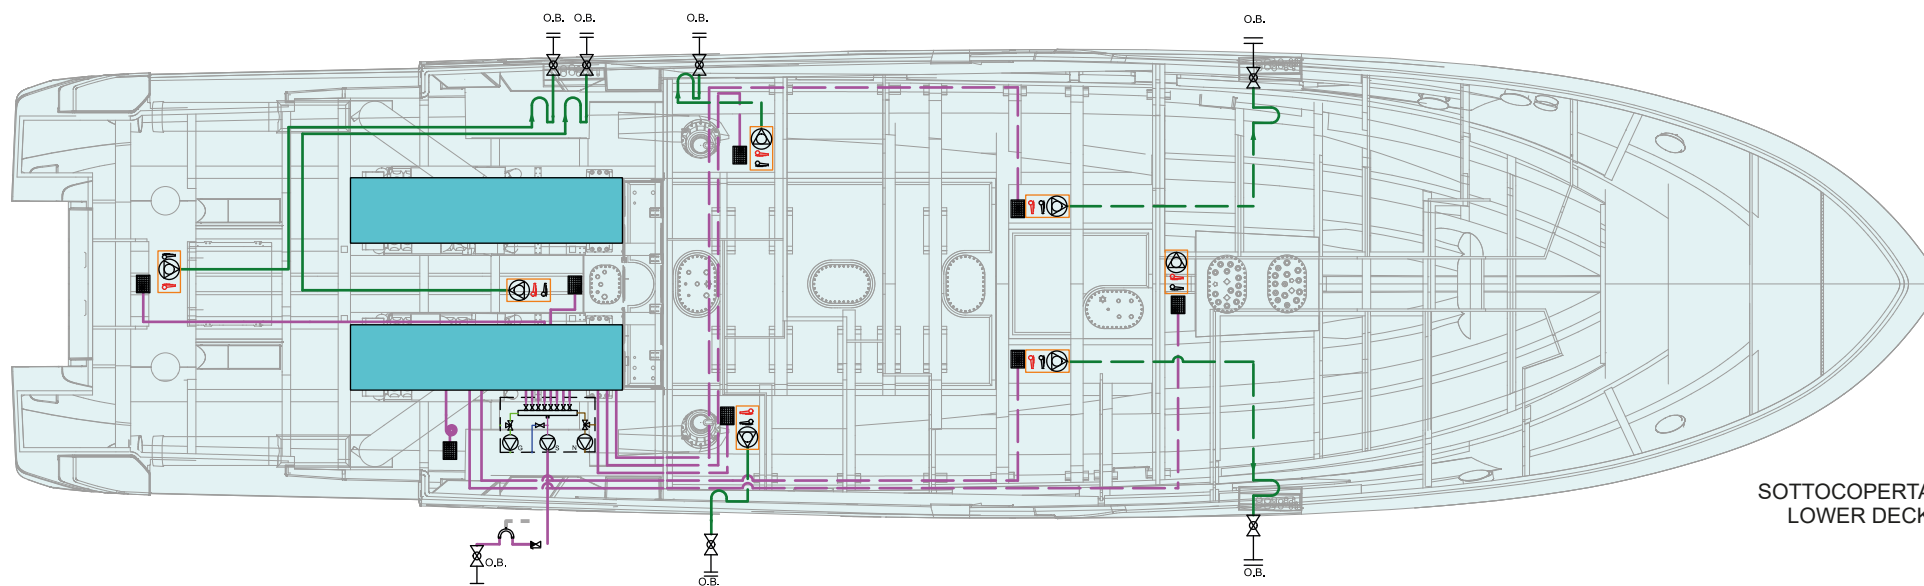 O.B.
O.B.
O.B.
O.B.
G
S
N
SOTTOCOPERTA
LOWER DECK
O.B.
O.B.
O.B.